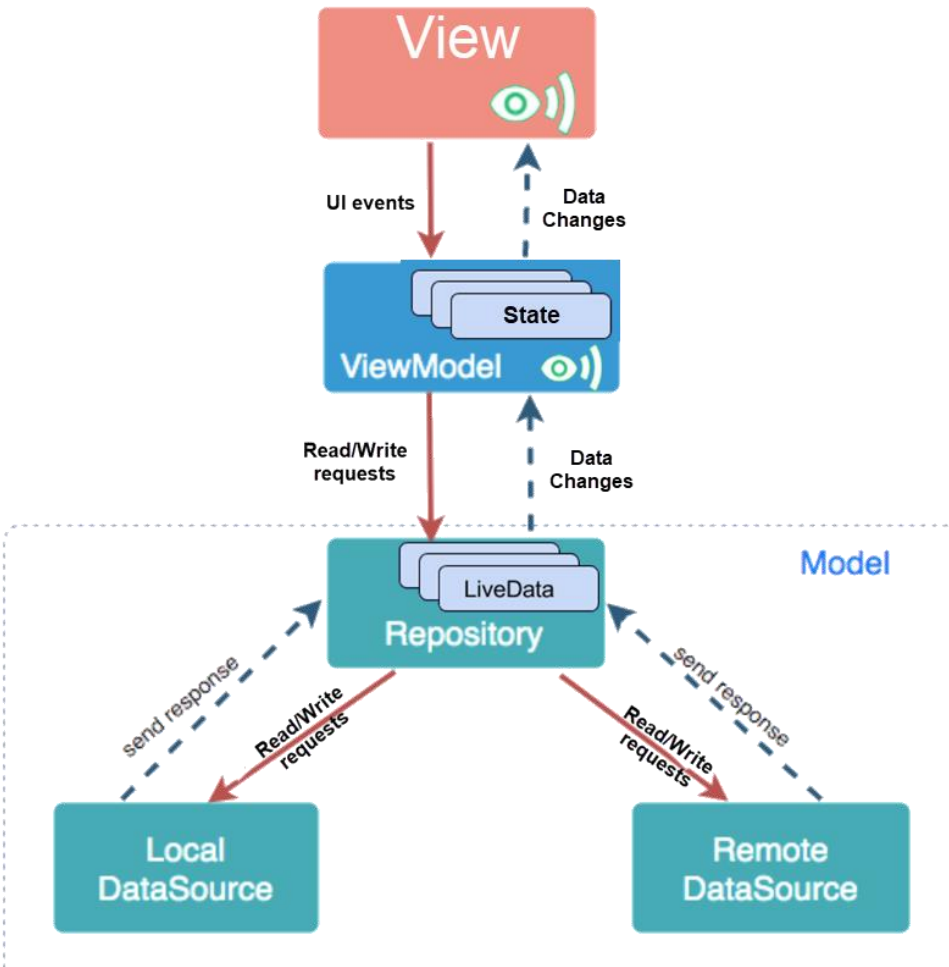 View
UI events
Data
Changes
State
ViewModel
Read/Write
requests
Data
Changes
Model
LiveData
Repository
send response
Read/Write
requests
Read/Write
requests
send response
Local
DataSource
Remote
DataSource